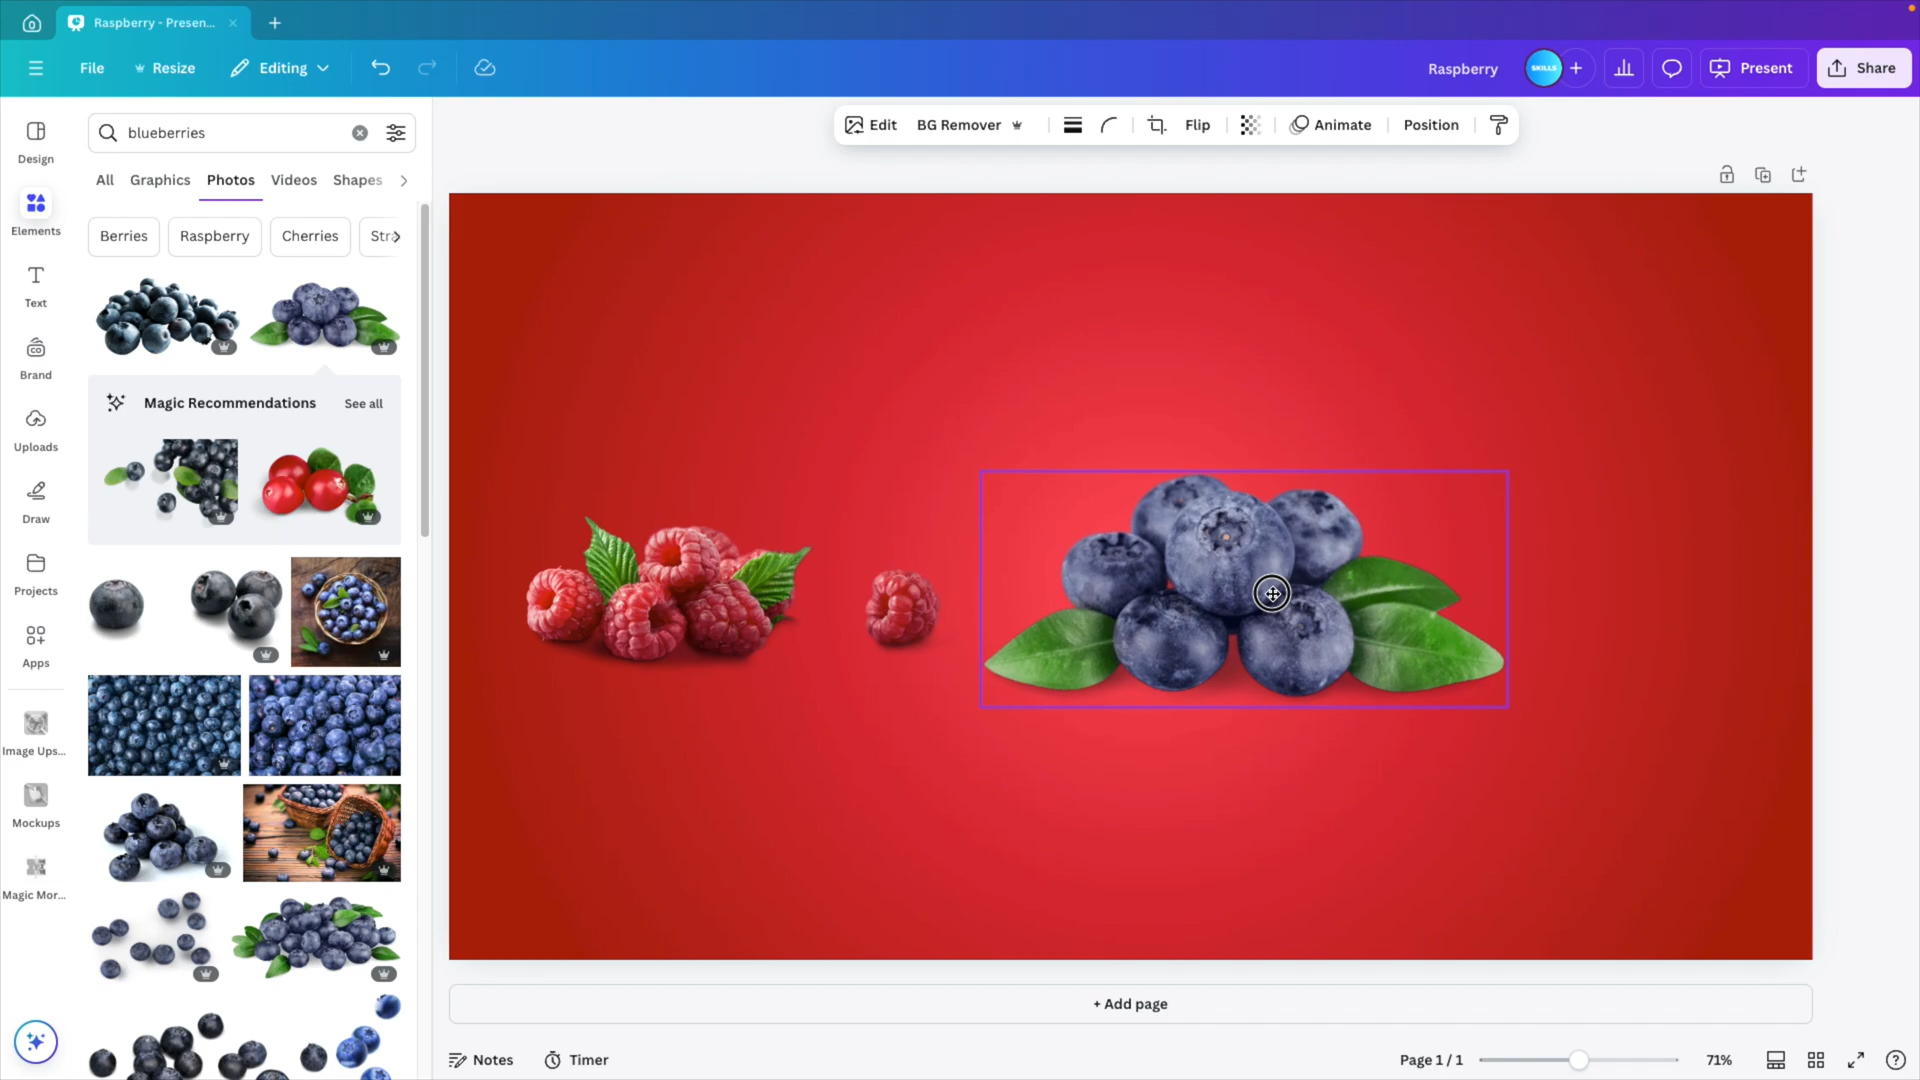 Raspberry - Presen...
File
Resize
Editing
Raspberry
SKILLS
Present
Share
Design
Elements
Text
Brand
Uploads
Draw
Projects
Apps
Image Ups...
Mockups
Magic Mor...
blueberries
All
Graphics
Photos
Videos
Shapes
Berries
Raspberry
Cherries
Stra
Magic Recommendations
See all
Edit
BG Remover
Flip
Animate
Position
+ Add page
Notes
Timer
Page 1 / 1
71%